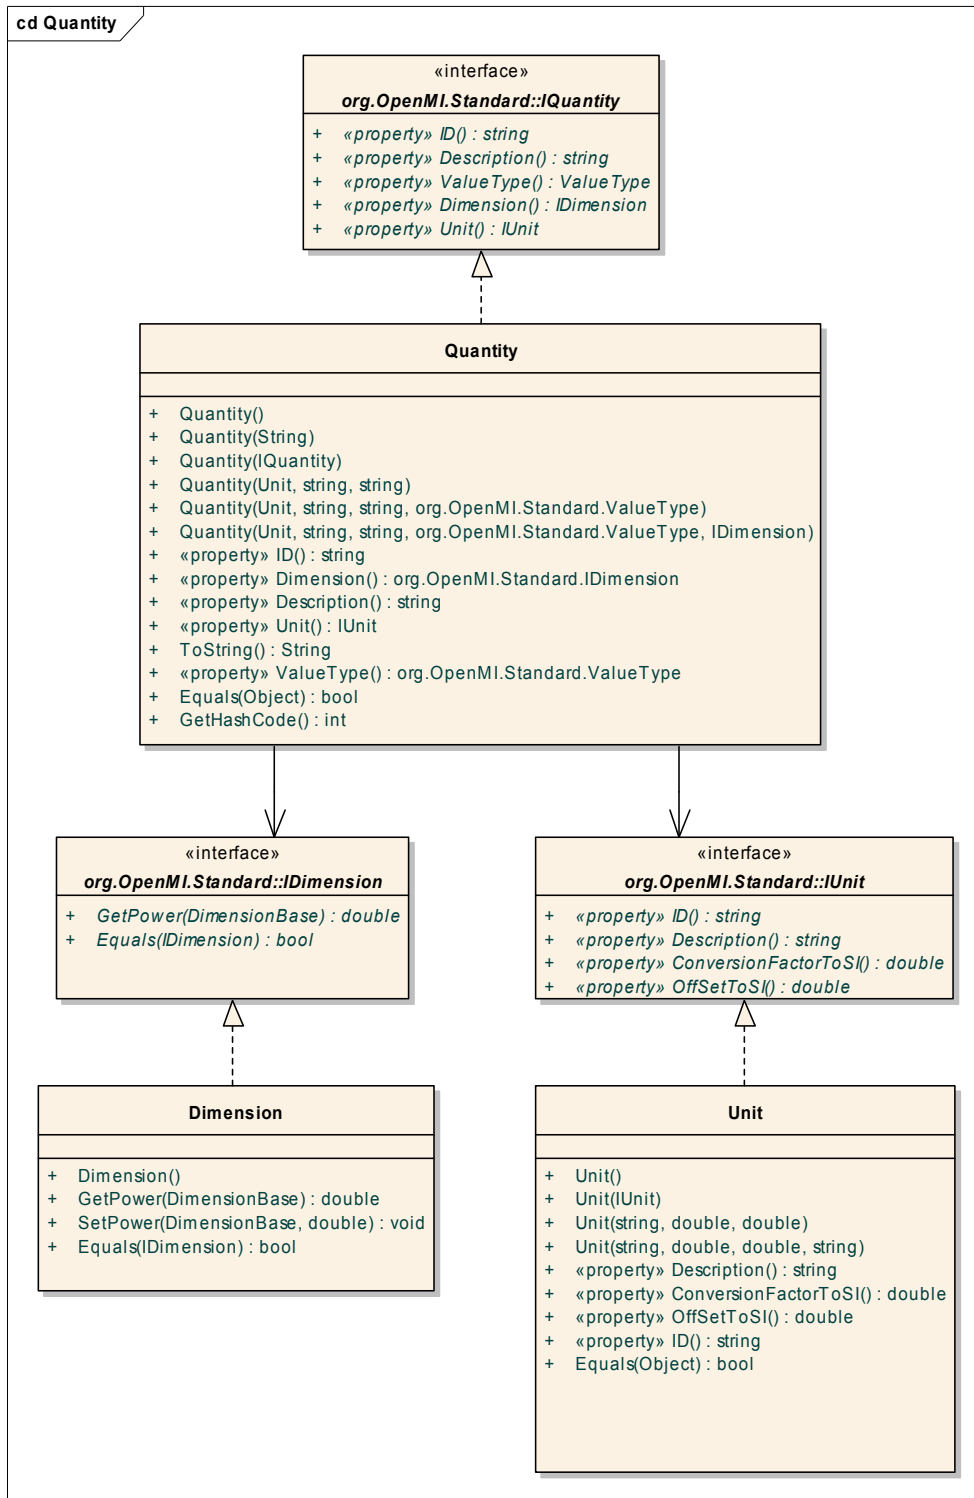 cd Quantity
«interface»
org.OpenMI.Standard::IQuantity
+ «property» ID() : string
+ «property» Description() : string
+ «property» ValueType() : ValueType
+ «property» Dimension() : IDimension
+ «property» Unit() : IUnit
Quantity
+ Quantity()
+ Quantity(String)
+ Quantity(IQuantity)
+ Quantity(Unit, string, string)
+ Quantity(Unit, string, string, org.OpenMI.Standard.ValueType)
+ Quantity(Unit, string, string, org.OpenMI.Standard.ValueType, IDimension)
+ «property» ID() : string
+ «property» Dimension() : org.OpenMI.Standard.IDimension
+ «property» Description() : string
+ «property» Unit() : IUnit
+ ToString() : String
+ «property» ValueType() : org.OpenMI.Standard.ValueType
+ Equals(Object) : bool
+ GetHashCode() : int
«interface»
org.OpenMI.Standard::IDimension
+ GetPower(DimensionBase) : double
+ Equals(IDimension) : bool
«interface»
org.OpenMI.Standard::IUnit
+ «property» ID() : string
+ «property» Description() : string
+ «property» ConversionFactorToSI() : double
+ «property» OffSetToSI() : double
Dimension
+ Dimension()
+ GetPower(DimensionBase) : double
+ SetPower(DimensionBase, double) : void
+ Equals(IDimension) : bool
Unit
+ Unit()
+ Unit(IUnit)
+ Unit(string, double, double)
+ Unit(string, double, double, string)
+ «property» Description() : string
+ «property» ConversionFactorToSI() : double
+ «property» OffSetToSI() : double
+ «property» ID() : string
+ Equals(Object) : bool